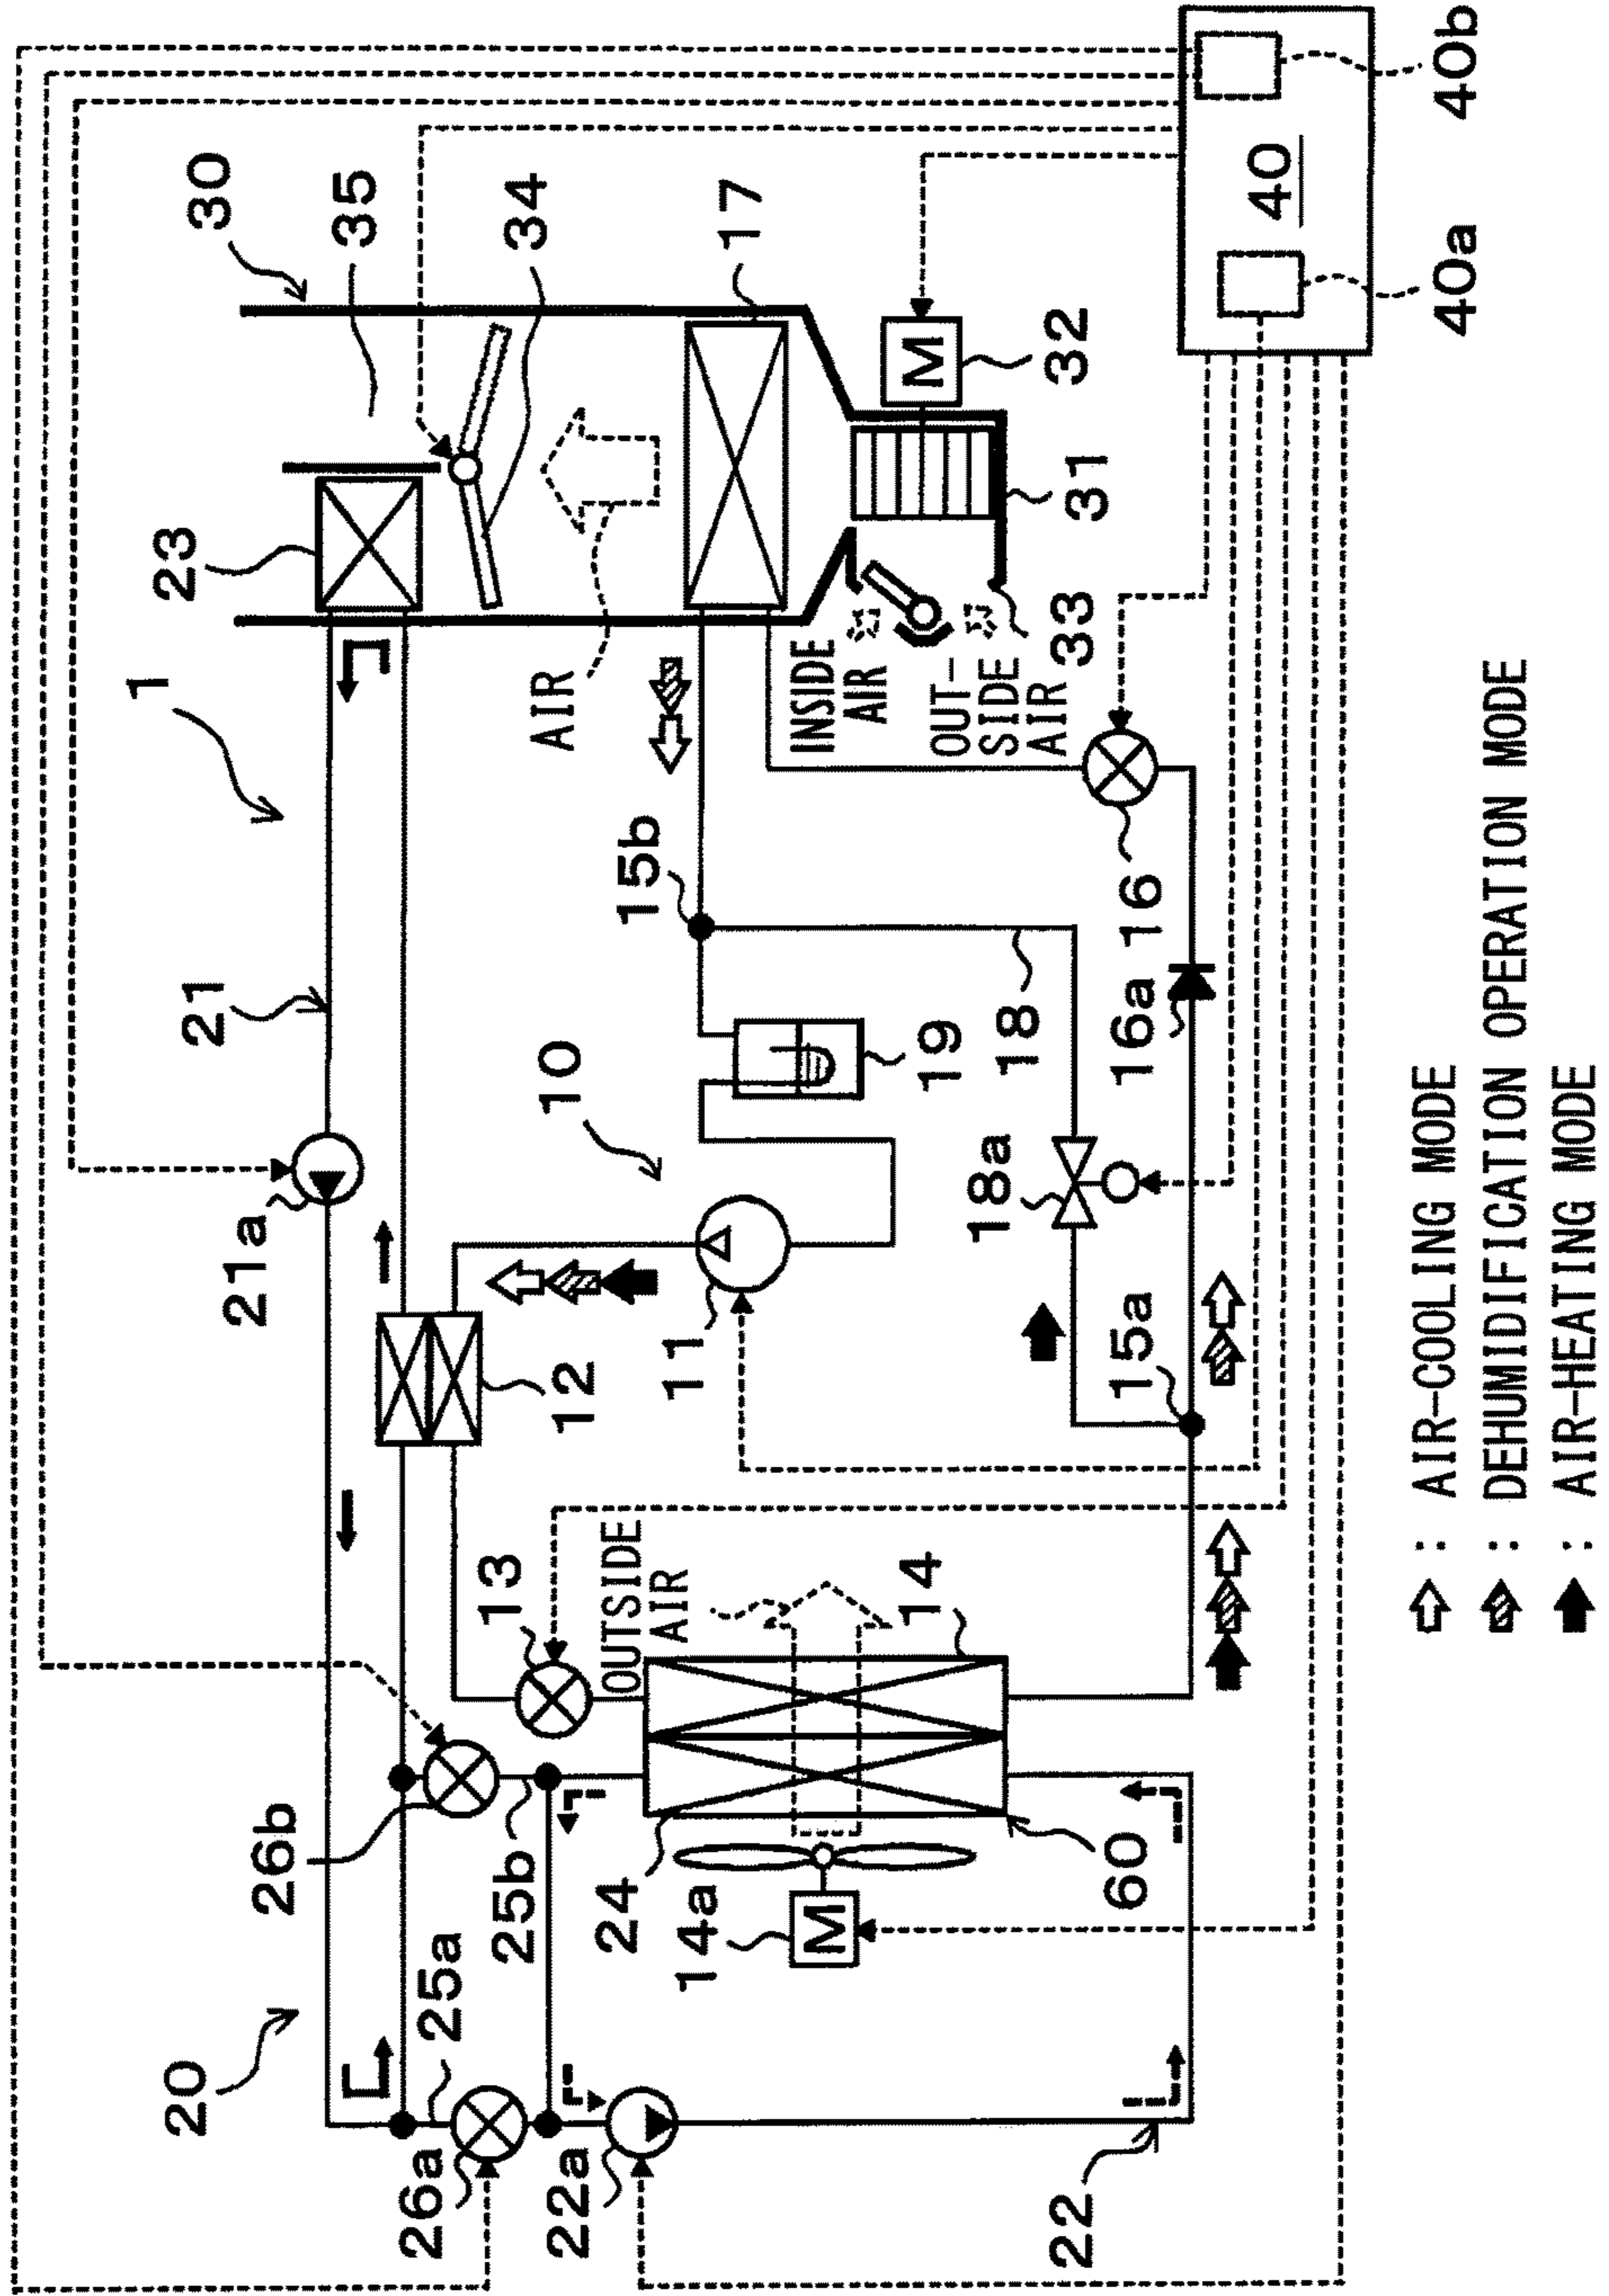 1
30
35
34
17
23
21
21a
20
AIR
INSIDE
AIR
OUT-
SIDE
AIR
33
31
M
32
40
40a
40b
15b
10
19
18
16
16a
18a
11
12
13
15a
OUTSIDE
AIR
14
26b
25b
25a
24
14a
M
60
26a
22a
22
: AIR-COOLING MODE
: DEHUMIDIFICATION OPERATION MODE
: AIR-HEATING MODE